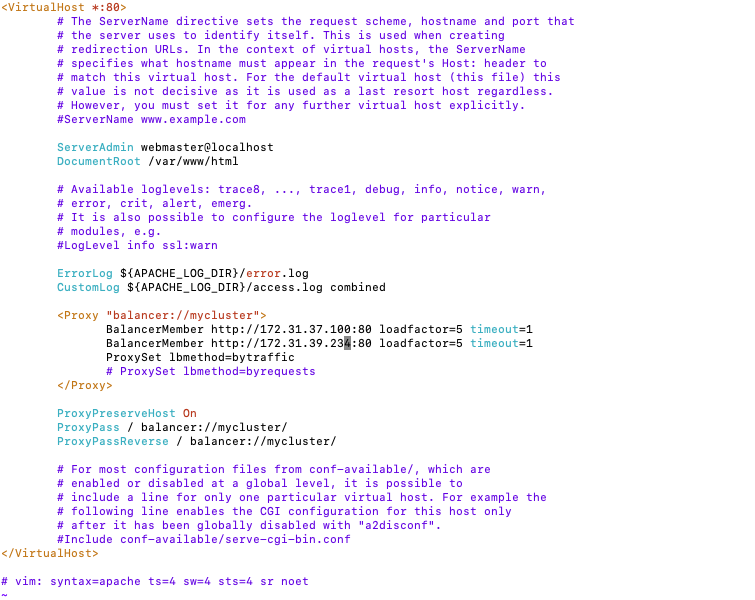 <VirtualHost *:80>
# The ServerName directive sets the request scheme, hostname and port that
# the server uses to identify itself. This is used when creating
# redirection URLs. In the context of virtual hosts, the ServerName
# specifies what hostname must appear in the request's Host: header to
# match this virtual host. For the default virtual host (this file) this
# value is not decisive as it is used as a last resort host regardless.
# However, you must set it for any further virtual host explicitly.
#ServerName www.example.com
ServerAdmin webmaster@localhost
DocumentRoot /var/www/html
# Available loglevels: trace8, ..., trace1, debug, info, notice, warn,
# error, crit, alert, emerg.
# It is also possible to configure the loglevel for particular
# modules, e.g.
#LogLevel info ssl:warn
ErrorLog ${APACHE_LOG_DIR}/error.log
CustomLog ${APACHE_LOG_DIR}/access.log combined
<Proxy "balancer://mycluster">
BalancerMember http://172.31.37.100:80 loadfactor=5 timeout=1
BalancerMember http://172.31.39.234:80 loadfactor=5 timeout=1
ProxySet lbmethod=bytraffic
# ProxySet lbmethod=byrequests
</Proxy>
ProxyPreserveHost On
ProxyPass / balancer://mycluster/
ProxyPassReverse / balancer://mycluster/
# For most configuration files from conf-available/, which are
# enabled or disabled at a global level, it is possible to
# include a line for only one particular virtual host. For example the
# following line enables the CGI configuration for this host only
# after it has been globally disabled with "a2disconf".
#Include conf-available/serve-cgi-bin.conf
</VirtualHost>
# vim: syntax=apache ts=4 sw=4 sts=4 sr noet
~